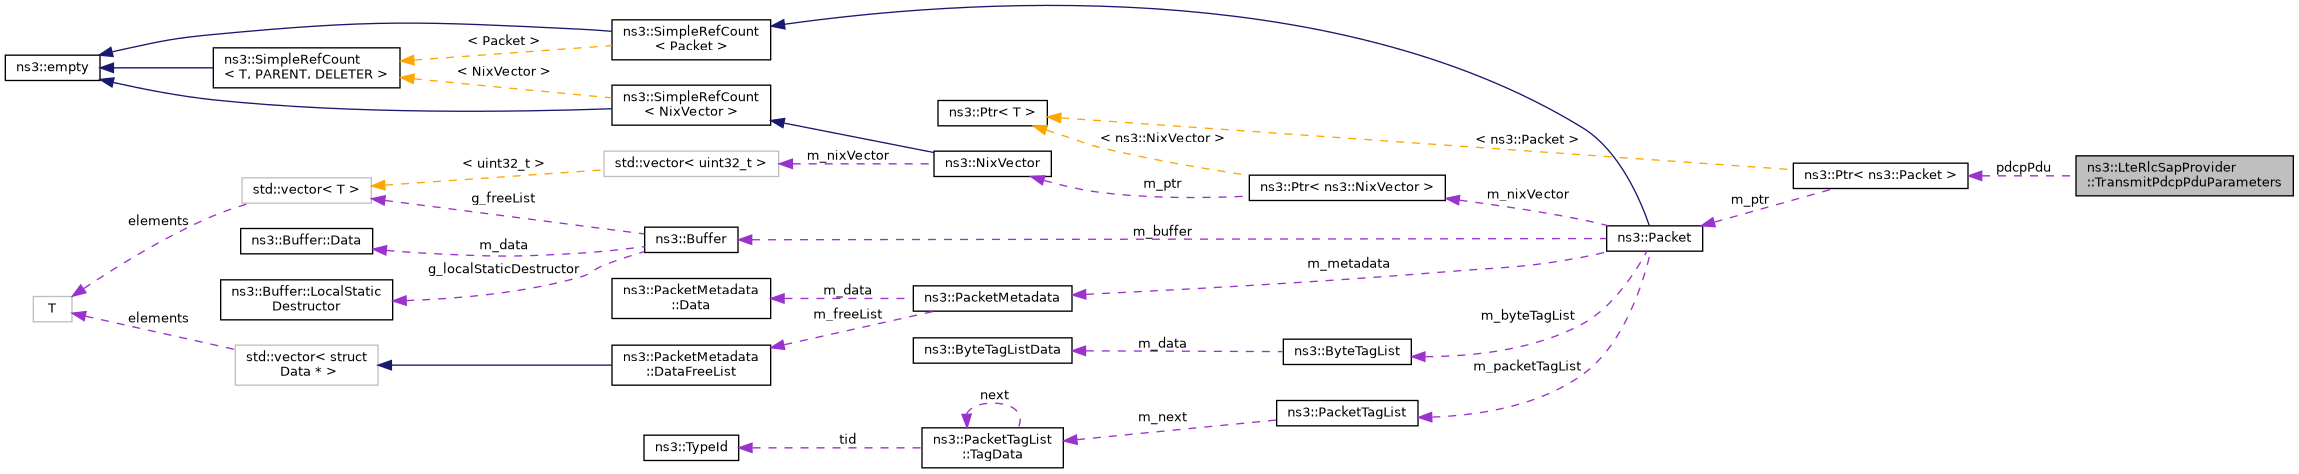 ns3::SimpleRefCount
< Packet >
< Packet >
ns3::empty
ns3::SimpleRefCount
< T, PARENT, DELETER >
< NixVector >
ns3::SimpleRefCount
< NixVector >
ns3::Ptr< T >
< ns3::NixVector >
< ns3::Packet >
< uint32_t >
std::vector< uint32_t >
m_nixVector
ns3::NixVector
ns3::Ptr< ns3::Packet >
pdcpPdu
ns3::LteRlcSapProvider
::TransmitPdcpPduParameters
std::vector< T >
g_freeList
m_ptr
ns3::Ptr< ns3::NixVector >
m_nixVector
m_ptr
elements
ns3::Buffer::Data
m_data
ns3::Buffer
m_buffer
ns3::Packet
g_localStaticDestructor
m_metadata
ns3::Buffer::LocalStatic
Destructor
ns3::PacketMetadata
::Data
m_data
ns3::PacketMetadata
T
elements
m_freeList
m_byteTagList
std::vector< struct
Data * >
ns3::PacketMetadata
::DataFreeList
ns3::ByteTagListData
m_data
ns3::ByteTagList
m_packetTagList
next
m_next
ns3::PacketTagList
ns3::TypeId
tid
ns3::PacketTagList
::TagData